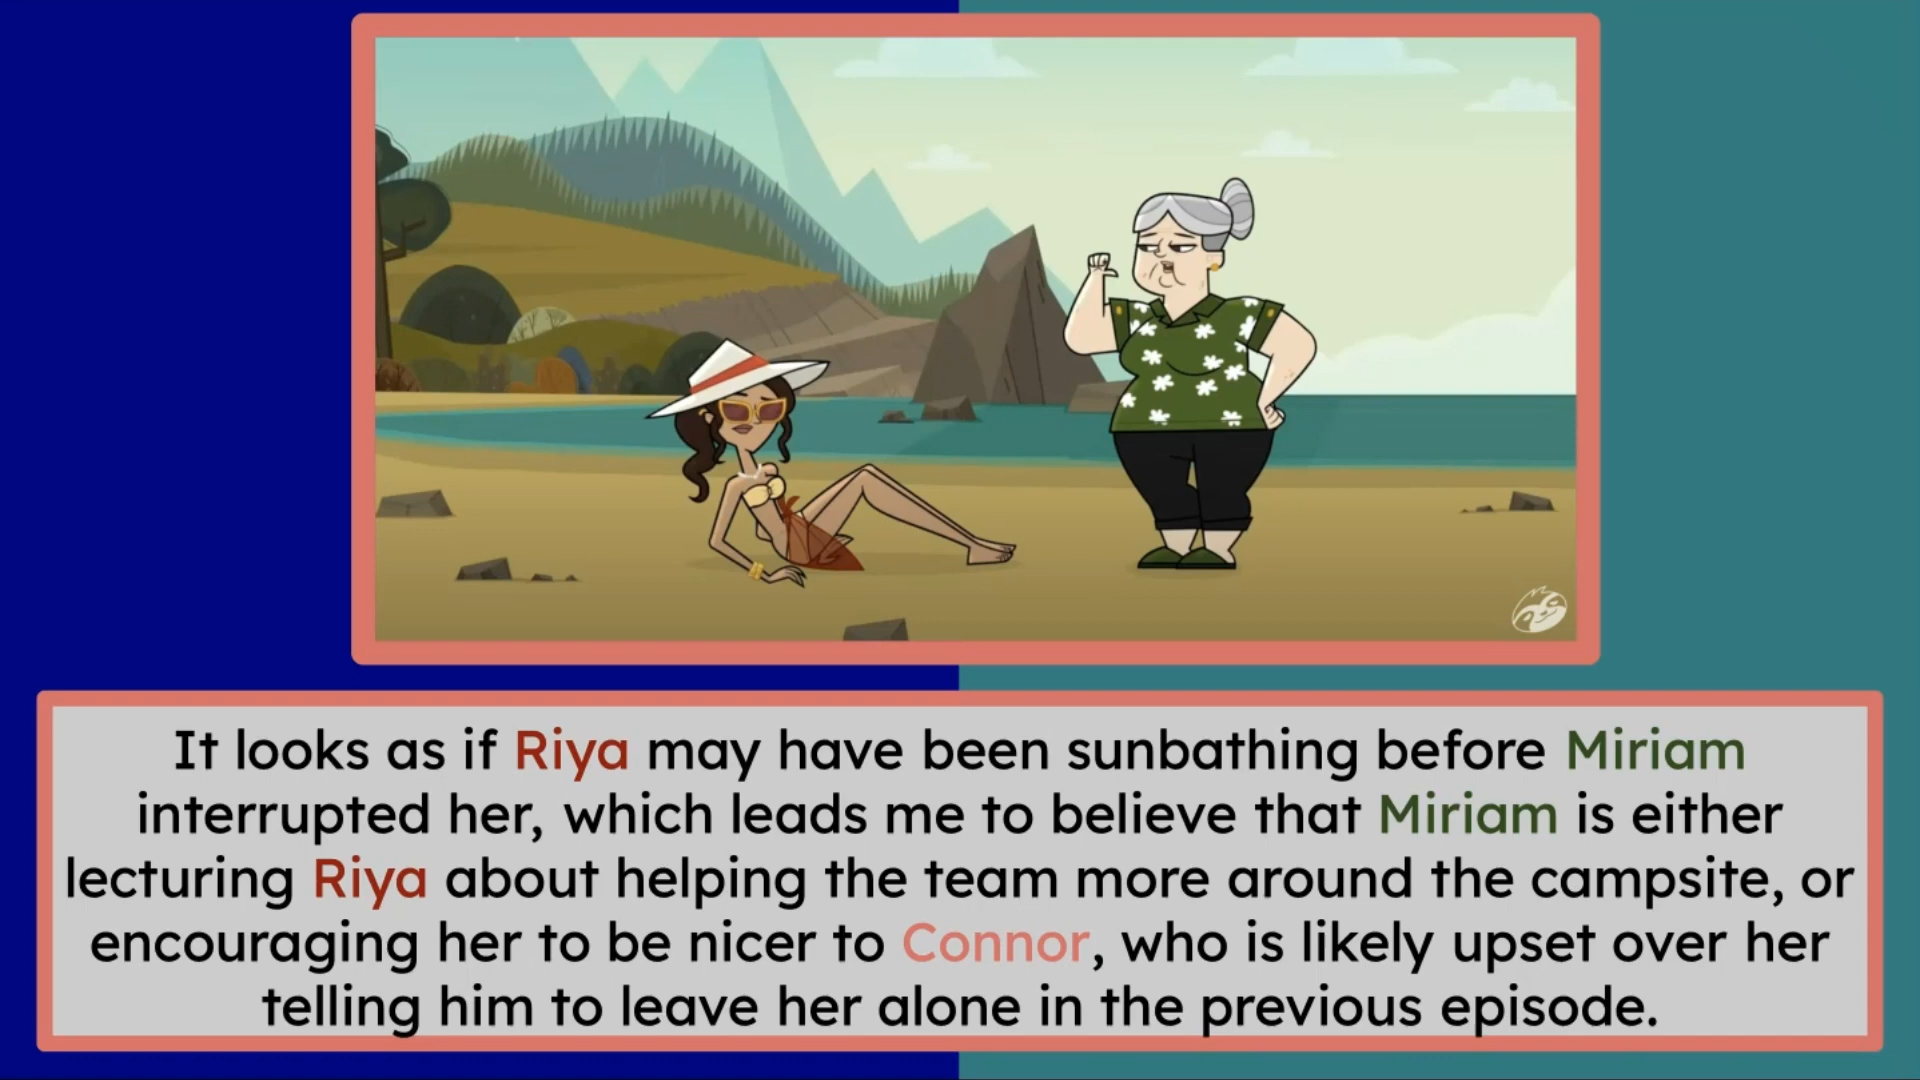 It looks as if Riya may have been sunbathing before Miriam
interrupted her, which leads me to believe that Miriam is either
lecturing Riya about helping the team more around the campsite, or
encouraging her to be nicer to Connor, who is likely upset over her
telling him to leave her alone in the previous episode.